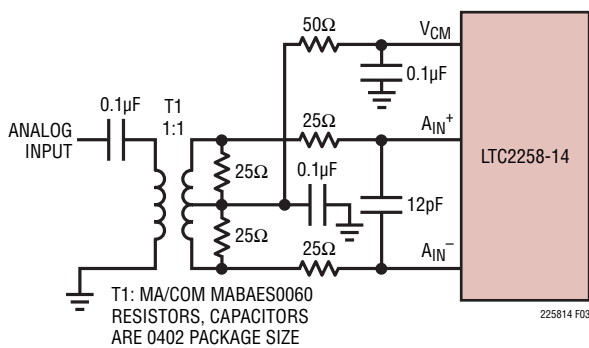 50Ω
VCM
0.1µF
0.1µF
T1
1:1
ANALOG
INPUT
25Ω
AIN+
LTC2258-14
25Ω
0.1µF
12pF
25Ω
25Ω
AIN−
T1: MA/COM MABAES0060
RESISTORS, CAPACITORS
ARE 0402 PACKAGE SIZE
225814 F03